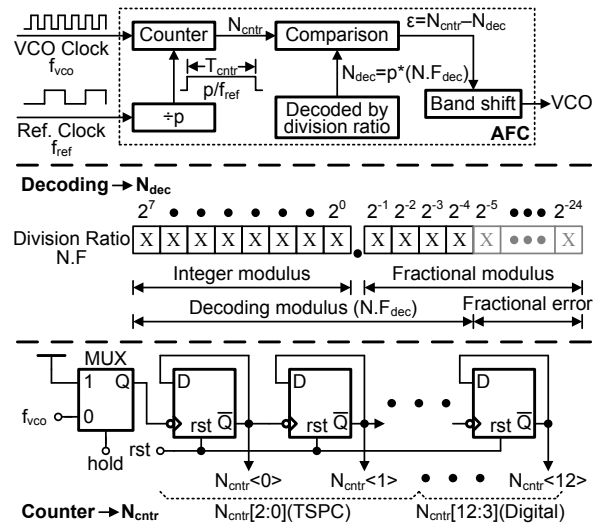 VCO Clock
f_vco
Counter
N_cntr
Comparison
ε=N_cntr–N_dec
T_cntr
p/f_ref
N_dec=p*(N.F_dec)
Ref. Clock
f_ref
÷p
Decoded by
division ratio
Band shift
VCO
AFC
Decoding → N_dec
2^7 • • • • • • 2^0 2^-1 2^-2 2^-3 2^-4 2^-5 ••• 2^-24
Division Ratio
N.F
X X X X X X X X . X X X X X ••• X
Integer modulus
Fractional modulus
Decoding modulus (N.F_dec)
Fractional error
MUX
1 Q
f_vco 0
hold
rst
D
rst Q̅
D
rst Q̅
• • •
D
rst Q̅
N_cntr<0>
N_cntr<1>
• • •
N_cntr<12>
Counter → N_cntr
N_cntr[2:0](TSPC)
N_cntr[12:3](Digital)